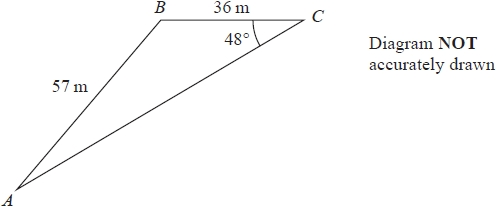 B 36 m C
48°
Diagram NOT
accurately drawn
57 m
A